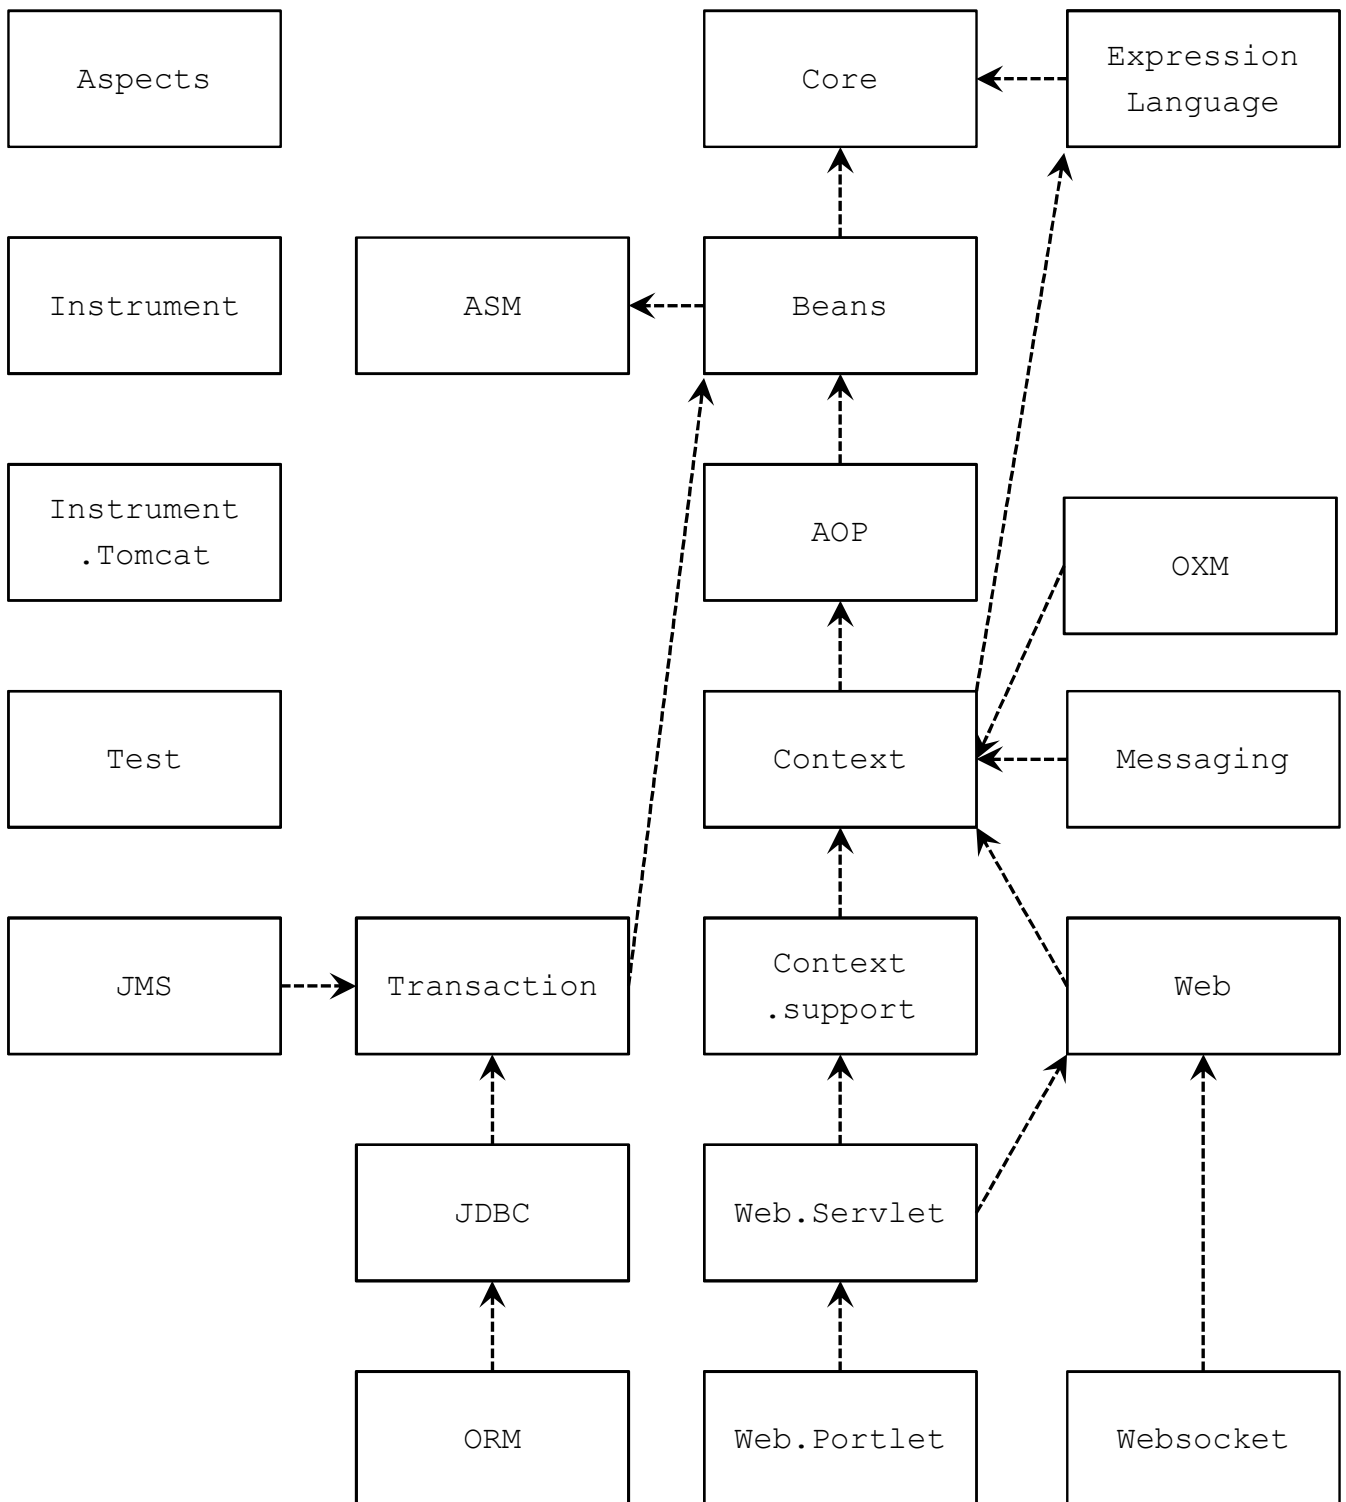 Aspects
Core
Expression
Language
Instrument
ASM
Beans
Instrument
.Tomcat
AOP
OXM
Test
Context
Messaging
JMS
Transaction
Context
.support
Web
JDBC
Web.Servlet
ORM
Web.Portlet
Websocket